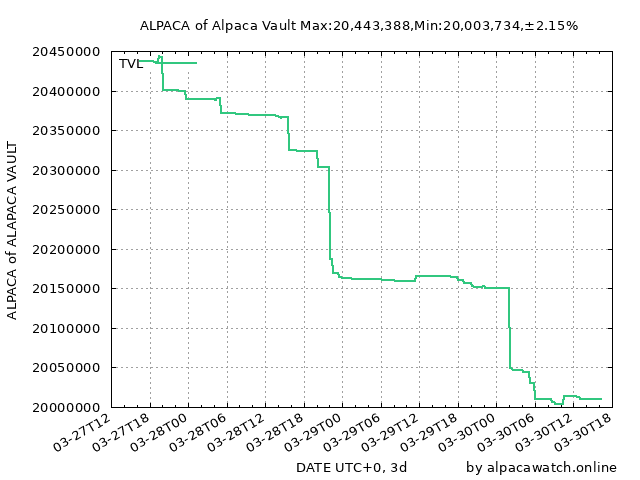 ALPACA of Alpaca Vault Max:20,443,388,Min:20,003,734,±2.15%
20450000
TVL
20400000
20350000
20300000
20250000
20200000
20150000
20100000
20050000
20000000
ALPACA of ALAPACA VAULT
03-27T12
03-27T18
03-28T00
03-28T06
03-28T12
03-28T18
03-29T00
03-29T06
03-29T12
03-29T18
03-30T00
03-30T06
03-30T12
03-30T18
DATE UTC+0, 3d
by alpacawatch.online